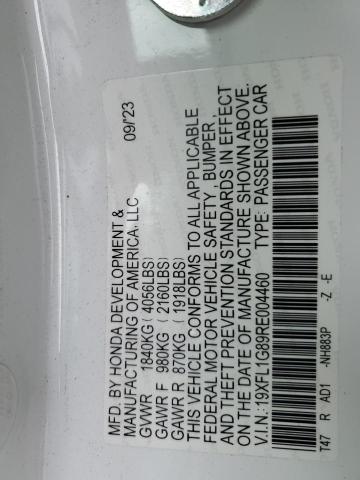 MFD. BY HONDA DEVELOPMENT &
MANUFACTURING OF AMERICA, LLC 09/'23
GVWR 1840KG ( 4056LBS)
GAWR F 980KG ( 2160LBS)
GAWR R 870KG ( 1918LBS)
THIS VEHICLE CONFORMS TO ALL APPLICABLE
FEDERAL MOTOR VEHICLE SAFETY , BUMPER ,
AND THEFT PREVENTION STANDARDS IN EFFECT
ON THE DATE OF MANUFACTURE SHOWN ABOVE.
V.I.N: 19XFL1G89RE004460 TYPE: PASSENGER CAR
T47 R AD1 -NH883P -Z -E